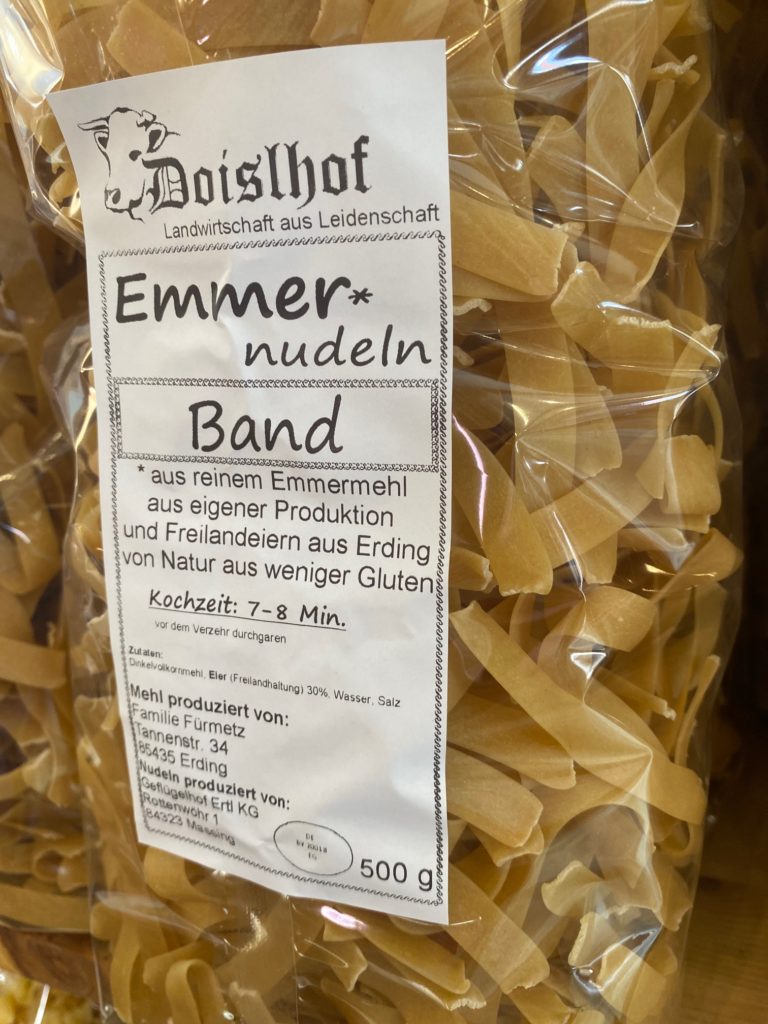 Doislhof
Landwirtschaft aus Leidenschaft
Emmer*
nudeln
Band
* aus reinem Emmermehl
aus eigener Produktion
und Freilandeiern aus Erding
von Natur aus weniger Gluten
Kochzeit: 7-8 Min.
vor dem Verzehr durchgaren
Zutaten:
Dinkelvollkornmehl, Eier (Freilandhaltung) 30%, Wasser, Salz
Mehl produziert von:
Familie Fürmetz
Tannenstr. 34
85435 Erding
Nudeln produziert von:
Geflügelhof Ertl KG
Rottenwöhr 1
84323 Massing
DE
EG
500 g